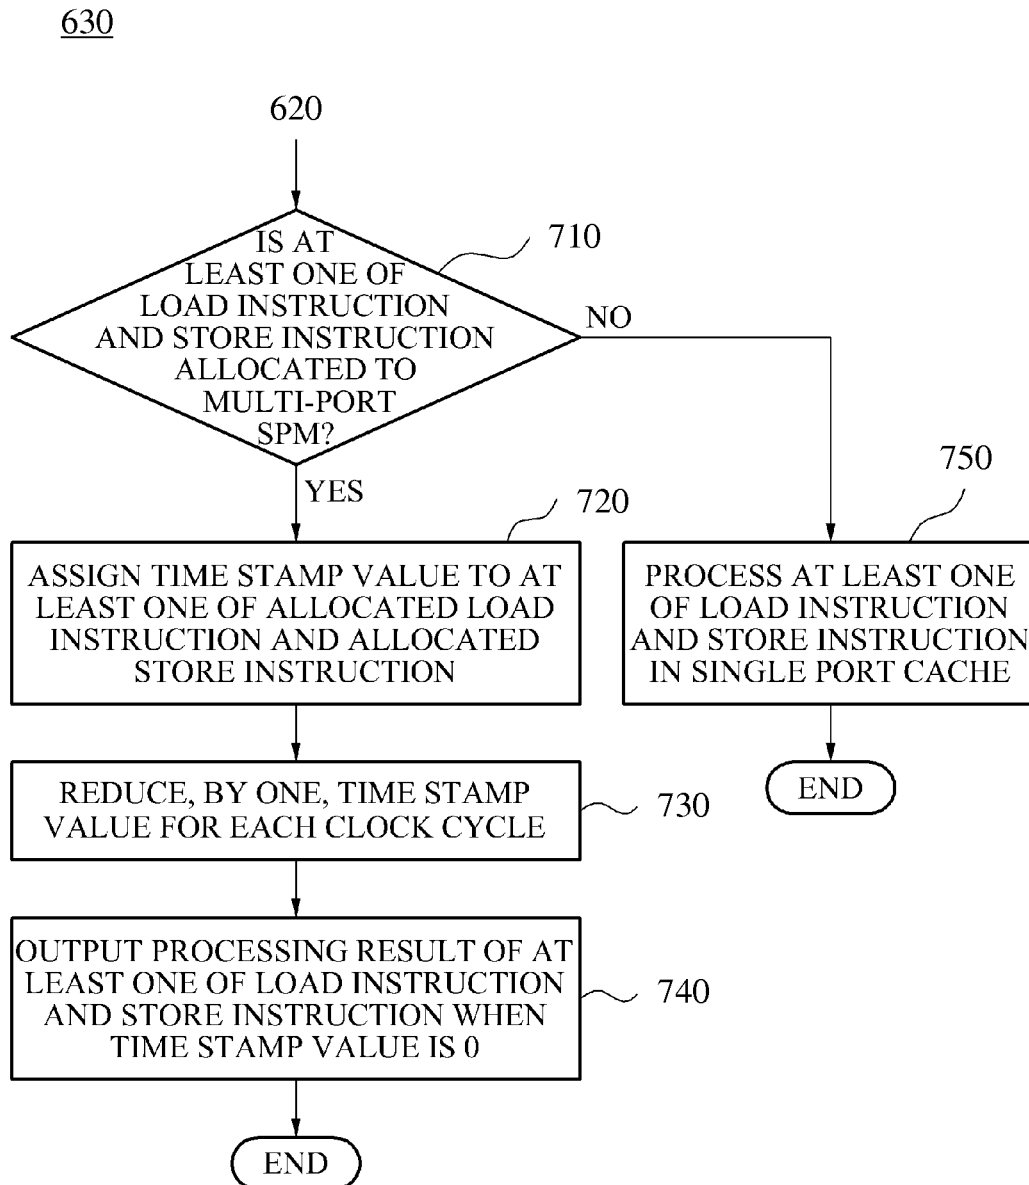 630
620
IS AT
LEAST ONE OF
LOAD INSTRUCTION
AND STORE INSTRUCTION
ALLOCATED TO
MULTI-PORT
SPM?
710
NO
YES
720
ASSIGN TIME STAMP VALUE TO AT
LEAST ONE OF ALLOCATED LOAD
INSTRUCTION AND ALLOCATED
STORE INSTRUCTION
750
PROCESS AT LEAST ONE
OF LOAD INSTRUCTION
AND STORE INSTRUCTION
IN SINGLE PORT CACHE
END
REDUCE, BY ONE, TIME STAMP
VALUE FOR EACH CLOCK CYCLE
730
OUTPUT PROCESSING RESULT OF AT
LEAST ONE OF LOAD INSTRUCTION
AND STORE INSTRUCTION WHEN
TIME STAMP VALUE IS 0
740
END